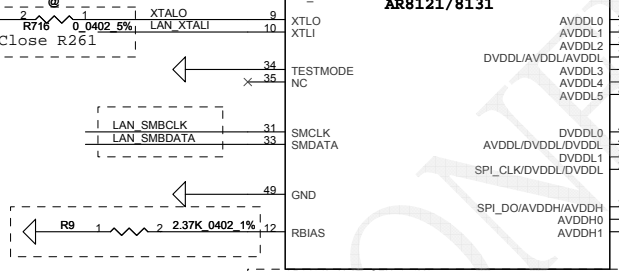 @
AR8121/8131
2 1 XTALO 9 XTLO AVDDL0
R716 0_0402_5% LAN_XTALI 10 XTLI AVDDL1
Close R261
AVDDL2
DVDDL/AVDDL/AVDDL
34 TESTMODE AVDDL3
35 NC AVDDL4
AVDDL5
LAN_SMBCLK 31 SMCLK DVDDL0
LAN_SMBDATA 33 SMDATA AVDDL/DVDDL/DVDDL
DVDDL1
SPI_CLK/DVDDL/DVDDL
49 GND
SPI_DO/AVDDH/AVDDH
AVDDH0
R9 1 2 2.37K_0402_1% 12 RBIAS AVDDH1